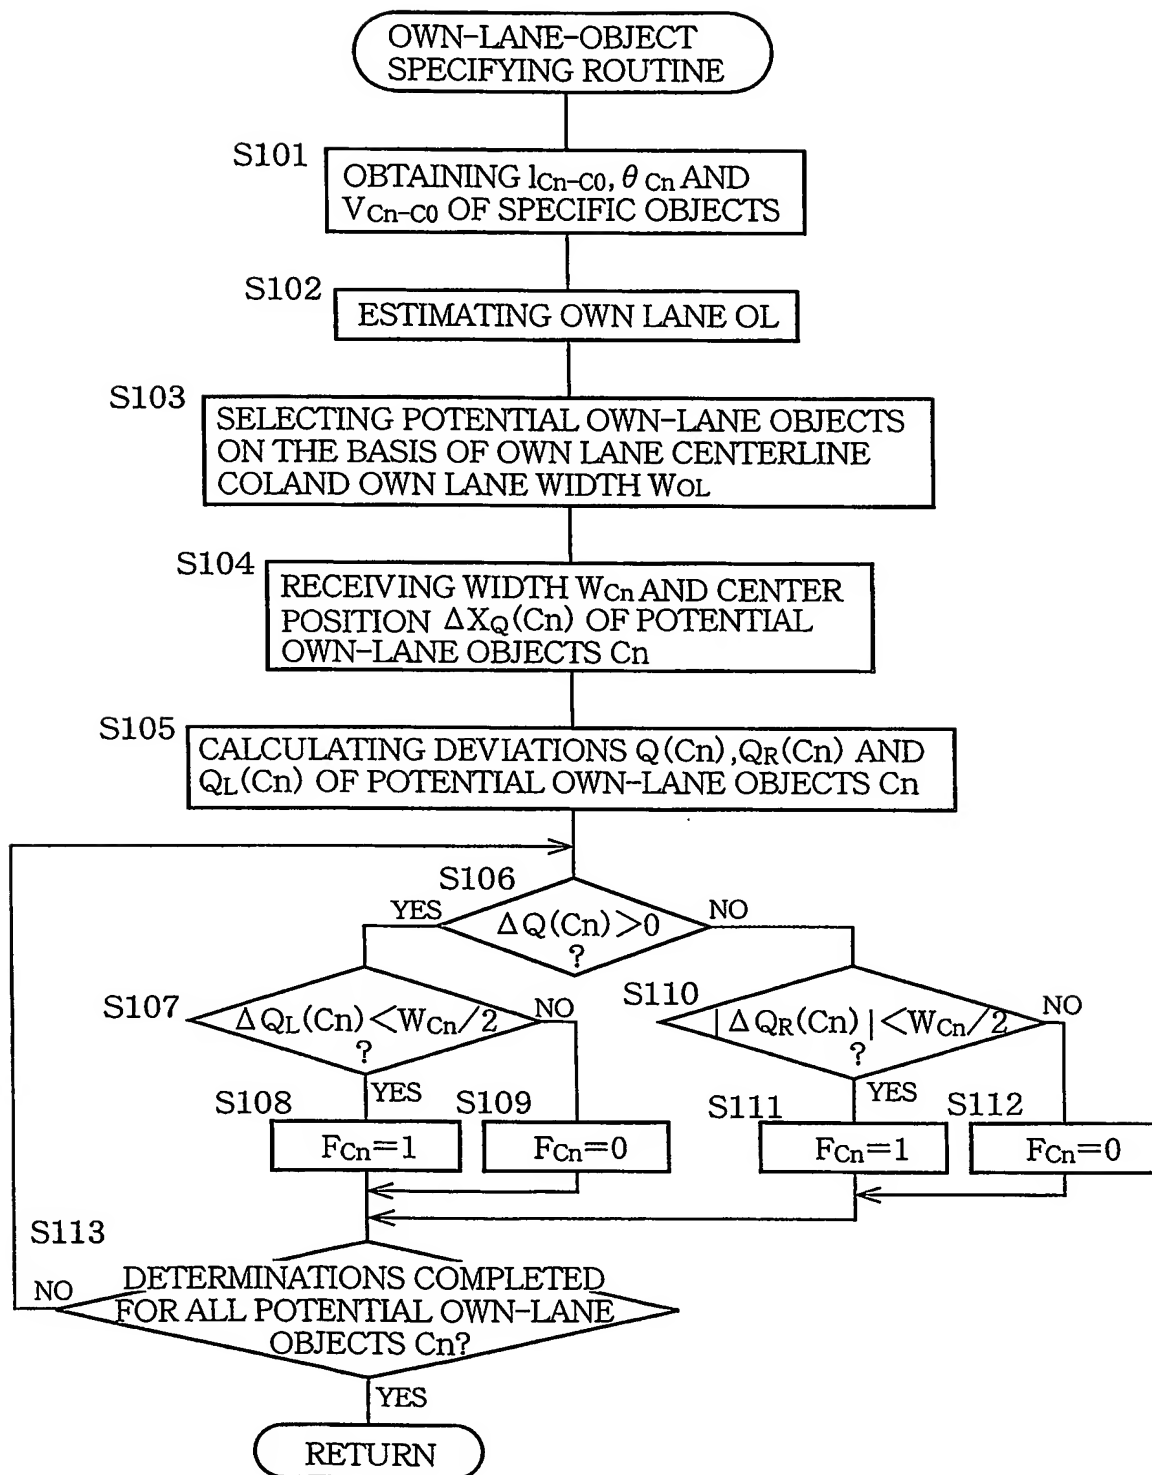 OWN-LANE-OBJECT
SPECIFYING ROUTINE
S101
OBTAINING lCn-C0, θCn AND
VCn-C0 OF SPECIFIC OBJECTS
S102
ESTIMATING OWN LANE OL
S103
SELECTING POTENTIAL OWN-LANE OBJECTS
ON THE BASIS OF OWN LANE CENTERLINE
COLAND OWN LANE WIDTH WOL
S104
RECEIVING WIDTH WCn AND CENTER
POSITION ΔXQ(Cn) OF POTENTIAL
OWN-LANE OBJECTS Cn
S105
CALCULATING DEVIATIONS Q(Cn),QR(Cn) AND
QL(Cn) OF POTENTIAL OWN-LANE OBJECTS Cn
S106
YES
ΔQ(Cn)>0
?
NO
S107
ΔQL(Cn)<WCn/2
?
NO
YES
S110
|ΔQR(Cn)|<WCn/2
?
NO
YES
S108
FCn=1
S109
FCn=0
S111
FCn=1
S112
FCn=0
S113
NO
DETERMINATIONS COMPLETED
FOR ALL POTENTIAL OWN-LANE
OBJECTS Cn?
YES
RETURN